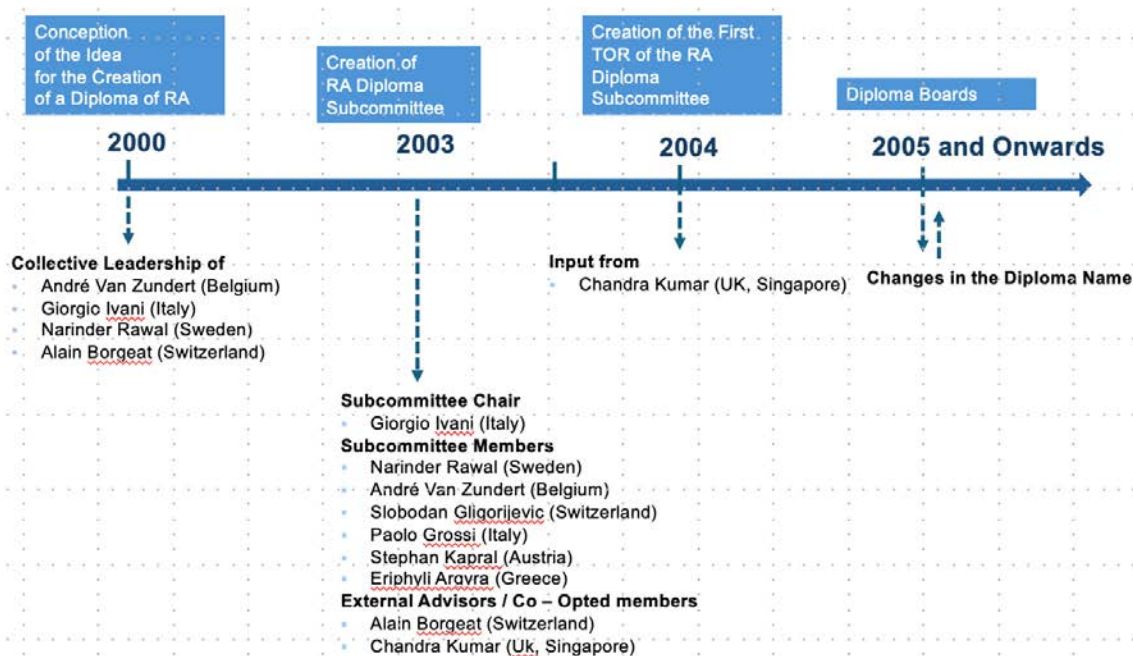 Conception
of the Idea
for the Creation
of a Diploma of RA
Creation of
RA Diploma
Subcommittee
Creation of the First
TOR of the RA
Diploma
Subcommittee
Diploma Boards
2000
2003
2004
2005 and Onwards
Collective Leadership of
André Van Zundert (Belgium)
Giorgio Ivani (Italy)
Narinder Rawal (Sweden)
Alain Borgeat (Switzerland)
Input from
Chandra Kumar (UK, Singapore)
Changes in the Diploma Name
Subcommittee Chair
Giorgio Ivani (Italy)
Subcommittee Members
Narinder Rawal (Sweden)
André Van Zundert (Belgium)
Slobodan Gligorijevic (Switzerland)
Paolo Grossi (Italy)
Stephan Kapral (Austria)
Eriphyli Argyra (Greece)
External Advisors / Co – Opted members
Alain Borgeat (Switzerland)
Chandra Kumar (Uk, Singapore)